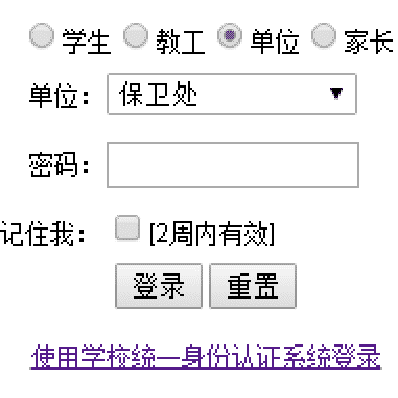 学生 教工 单位 家长
单位： 保卫处
密码：
记住我： [2周内有效]
登录 重置
使用学校统一身份认证系统登录